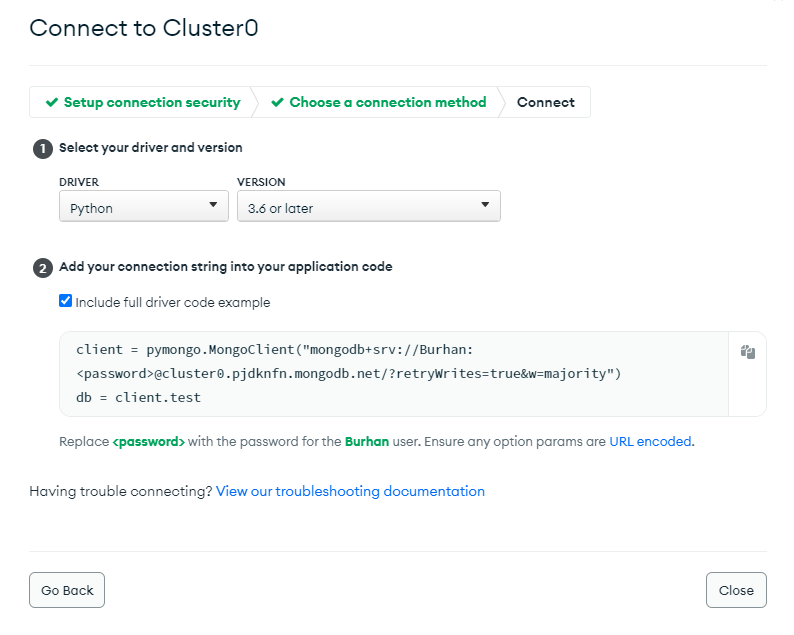 Connect to Cluster0
✔ Setup connection security
✔ Choose a connection method
Connect
1 Select your driver and version
DRIVER
VERSION
Python
3.6 or later
2 Add your connection string into your application code
Include full driver code example
client = pymongo.MongoClient("mongodb+srv://Burhan:
<password>@cluster0.pjdknfn.mongodb.net/?retryWrites=true&w=majority")
db = client.test
Replace <password> with the password for the Burhan user. Ensure any option params are URL encoded.
Having trouble connecting? View our troubleshooting documentation
Go Back
Close